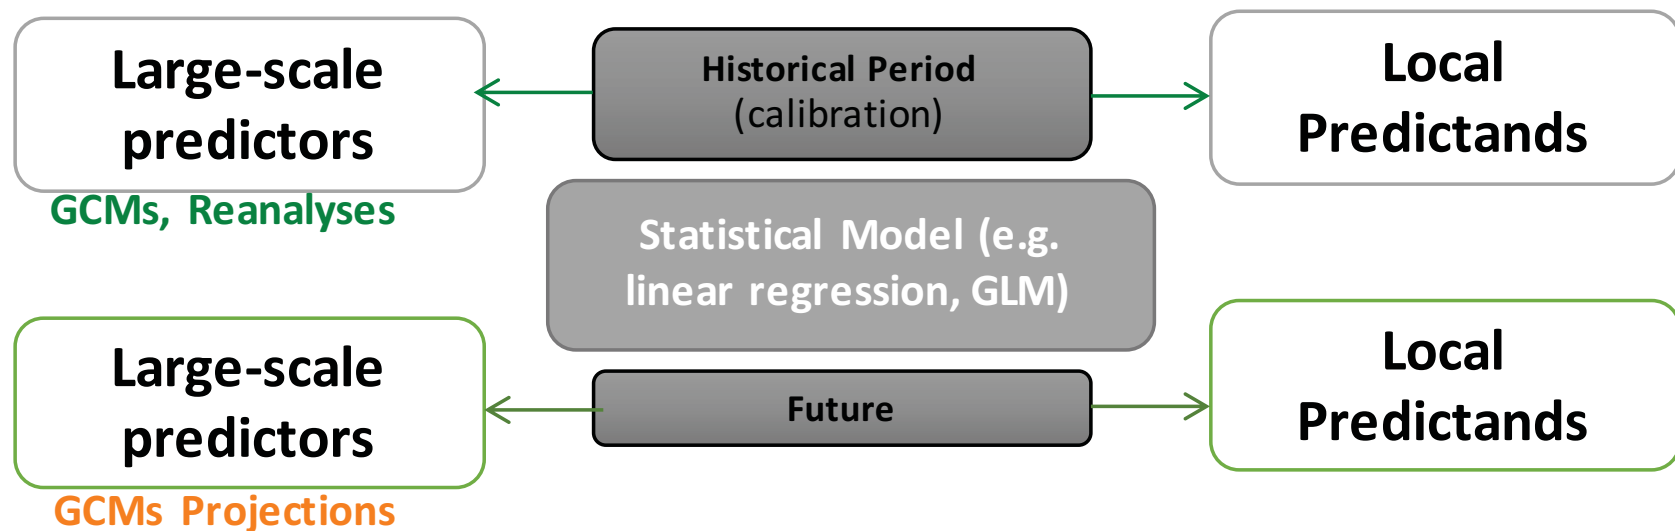 Large-scale
predictors
GCMs, Reanalyses
Historical Period
(calibration)
Local
Predictands
Statistical Model (e.g.
linear regression, GLM)
Large-scale
predictors
GCMs Projections
Future
Local
Predictands